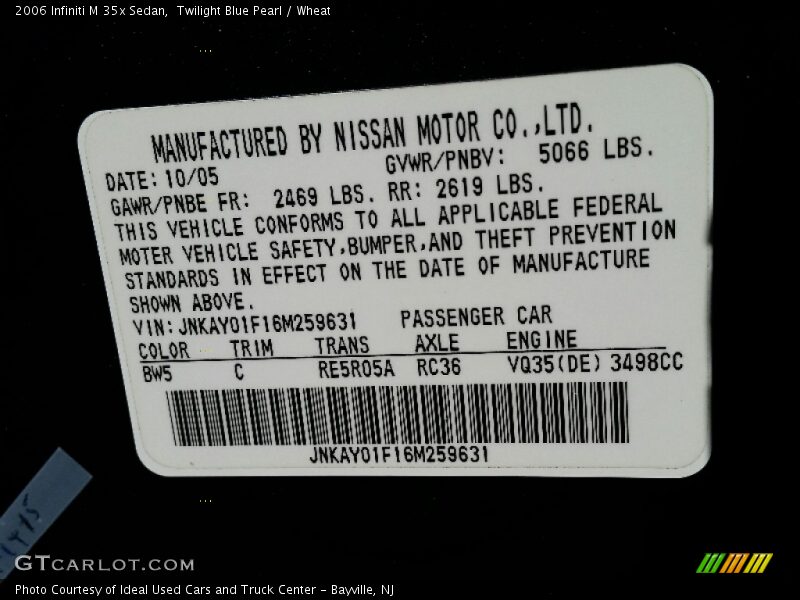 2006 Infiniti M 35x Sedan, Twilight Blue Pearl / Wheat
MANUFACTURED BY NISSAN MOTOR CO.,LTD.
DATE: 10/05 GVWR/PNBV: 5066 LBS.
GAWR/PNBE FR: 2469 LBS. RR: 2619 LBS.
THIS VEHICLE CONFORMS TO ALL APPLICABLE FEDERAL
MOTER VEHICLE SAFETY,BUMPER,AND THEFT PREVENTION
STANDARDS IN EFFECT ON THE DATE OF MANUFACTURE
SHOWN ABOVE.
VIN: JNKAY01F16M259631 PASSENGER CAR
COLOR TRIM TRANS AXLE ENGINE
BW5 C RE5R05A RC36 VQ35(DE) 3498CC
JNKAY01F16M259631
GTCARLOT.COM
Photo Courtesy of Ideal Used Cars and Truck Center - Bayville, NJ